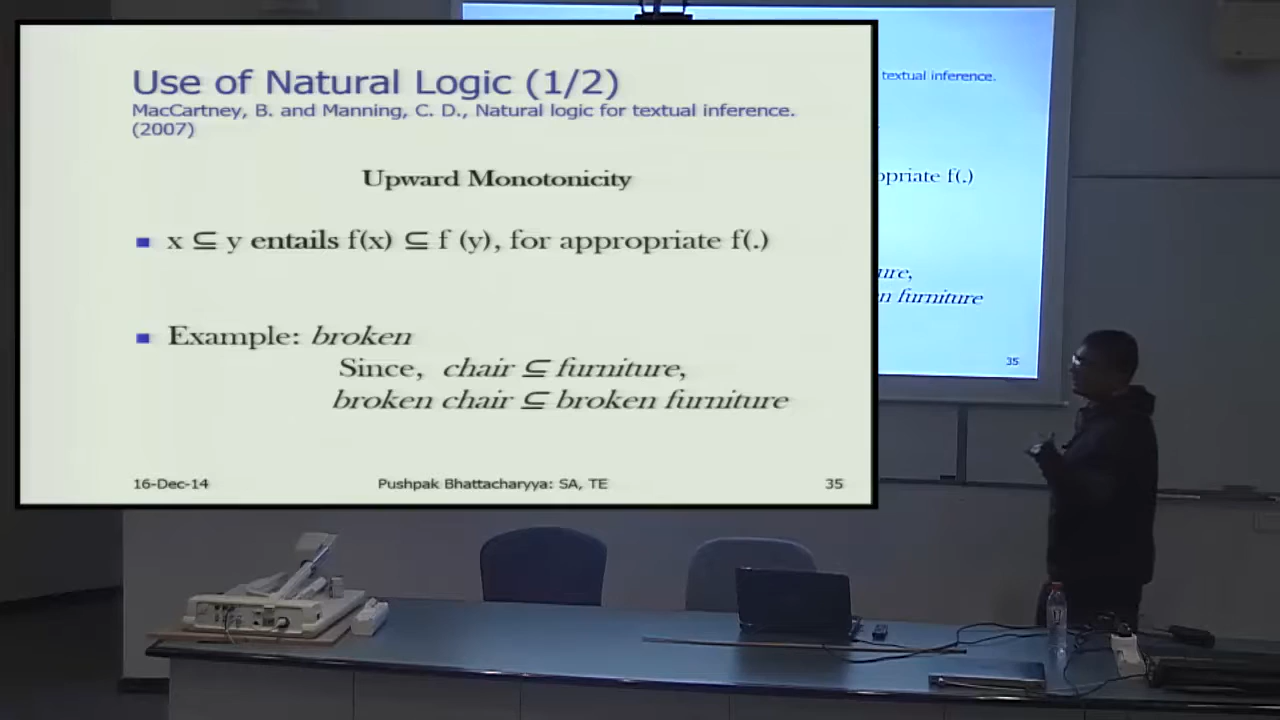 Use of Natural Logic (1/2)
MacCartney, B. and Manning, C. D., Natural logic for textual inference.
(2007)
Upward Monotonicity
x ⊆ y entails f(x) ⊆ f (y), for appropriate f(.)
Example: broken
Since, chair ⊆ furniture,
broken chair ⊆ broken furniture
16-Dec-14
Pushpak Bhattacharyya: SA, TE
35
textual inference.
opriate f(.)
ure,
n furniture
35